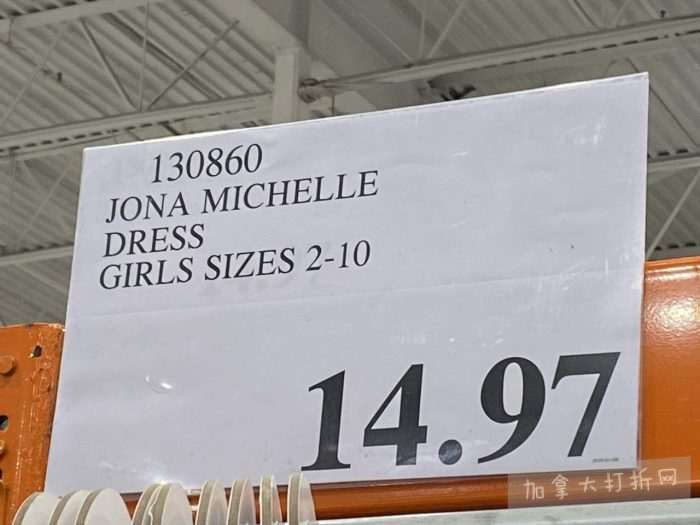 130860
JONA MICHELLE
DRESS
GIRLS SIZES 2-10
14.97
加拿大打折网